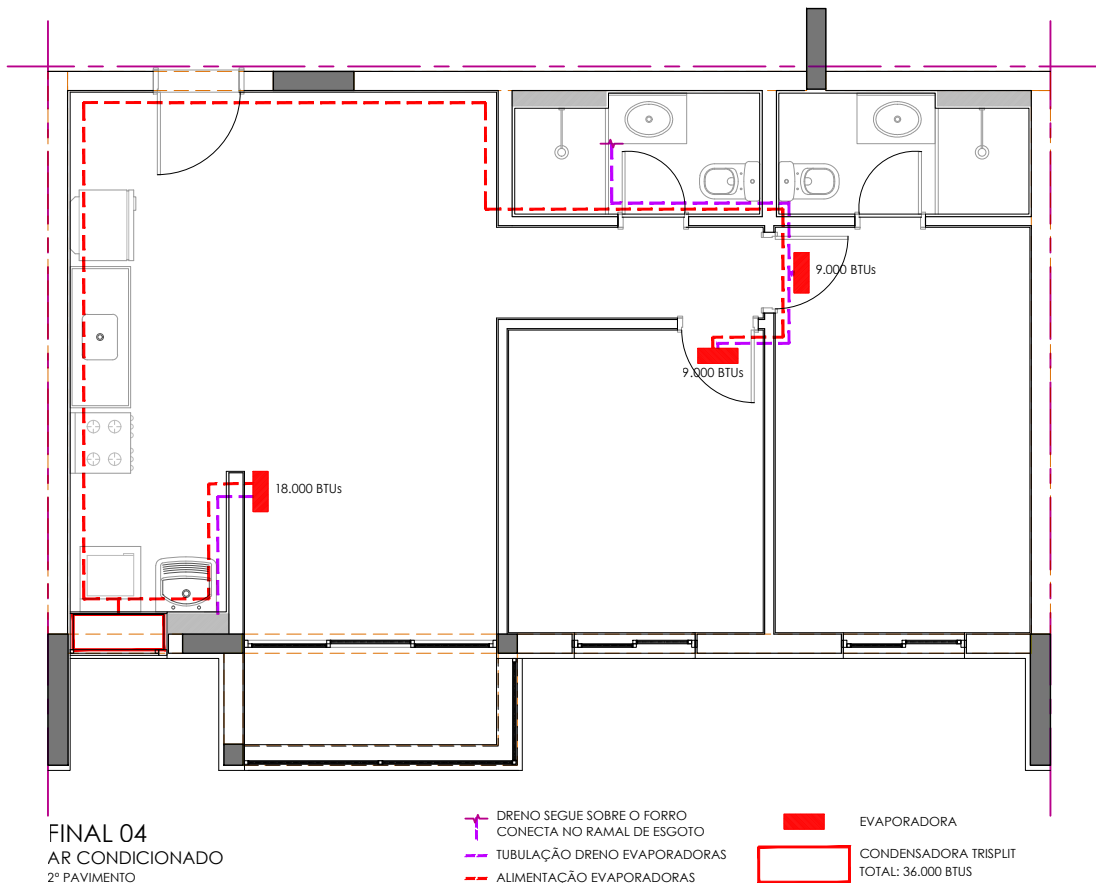 9.000 BTUs
9.000 BTUs
18.000 BTUs
FINAL 04
AR CONDICIONADO
2º PAVIMENTO
DRENO SEGUE SOBRE O FORRO
CONECTA NO RAMAL DE ESGOTO
TUBULAÇÃO DRENO EVAPORADORAS
ALIMENTAÇÃO EVAPORADORAS
EVAPORADORA
CONDENSADORA TRISPLIT
TOTAL: 36.000 BTUS